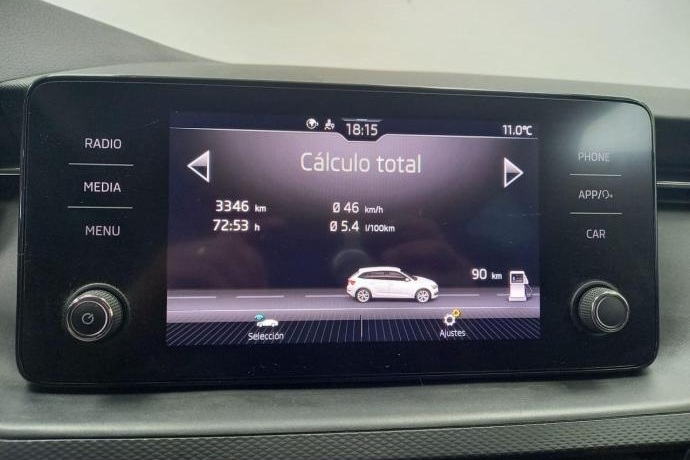 18:15
11.0°C
RADIO
MEDIA
MENU
Cálculo total
3346 km
Ø 46 km/h
72:53 h
Ø 5.4 l/100km
90 km
Selección
Ajustes
PHONE
APP/
CAR